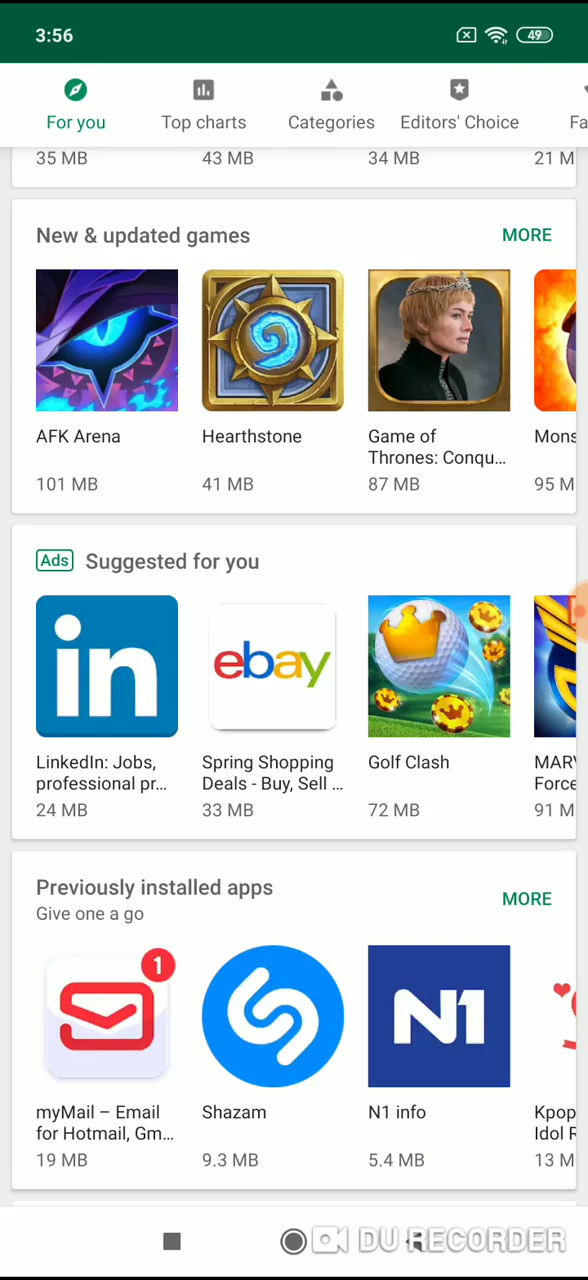 3:56
49
For you
Top charts
Categories
Editors' Choice
Fa
35 MB
43 MB
34 MB
21 M
New & updated games
MORE
AFK Arena
Hearthstone
Game of
Thrones: Conqu...
Mons
101 MB
41 MB
87 MB
95 M
Ads
Suggested for you
in
ebay
LinkedIn: Jobs,
professional pr...
Spring Shopping
Deals - Buy, Sell ...
Golf Clash
MARV
Force
24 MB
33 MB
72 MB
91 M
Previously installed apps
MORE
Give one a go
1
N1
myMail – Email
for Hotmail, Gm...
Shazam
N1 info
Kpop
Idol R
19 MB
9.3 MB
5.4 MB
13 M
DU RECORDER